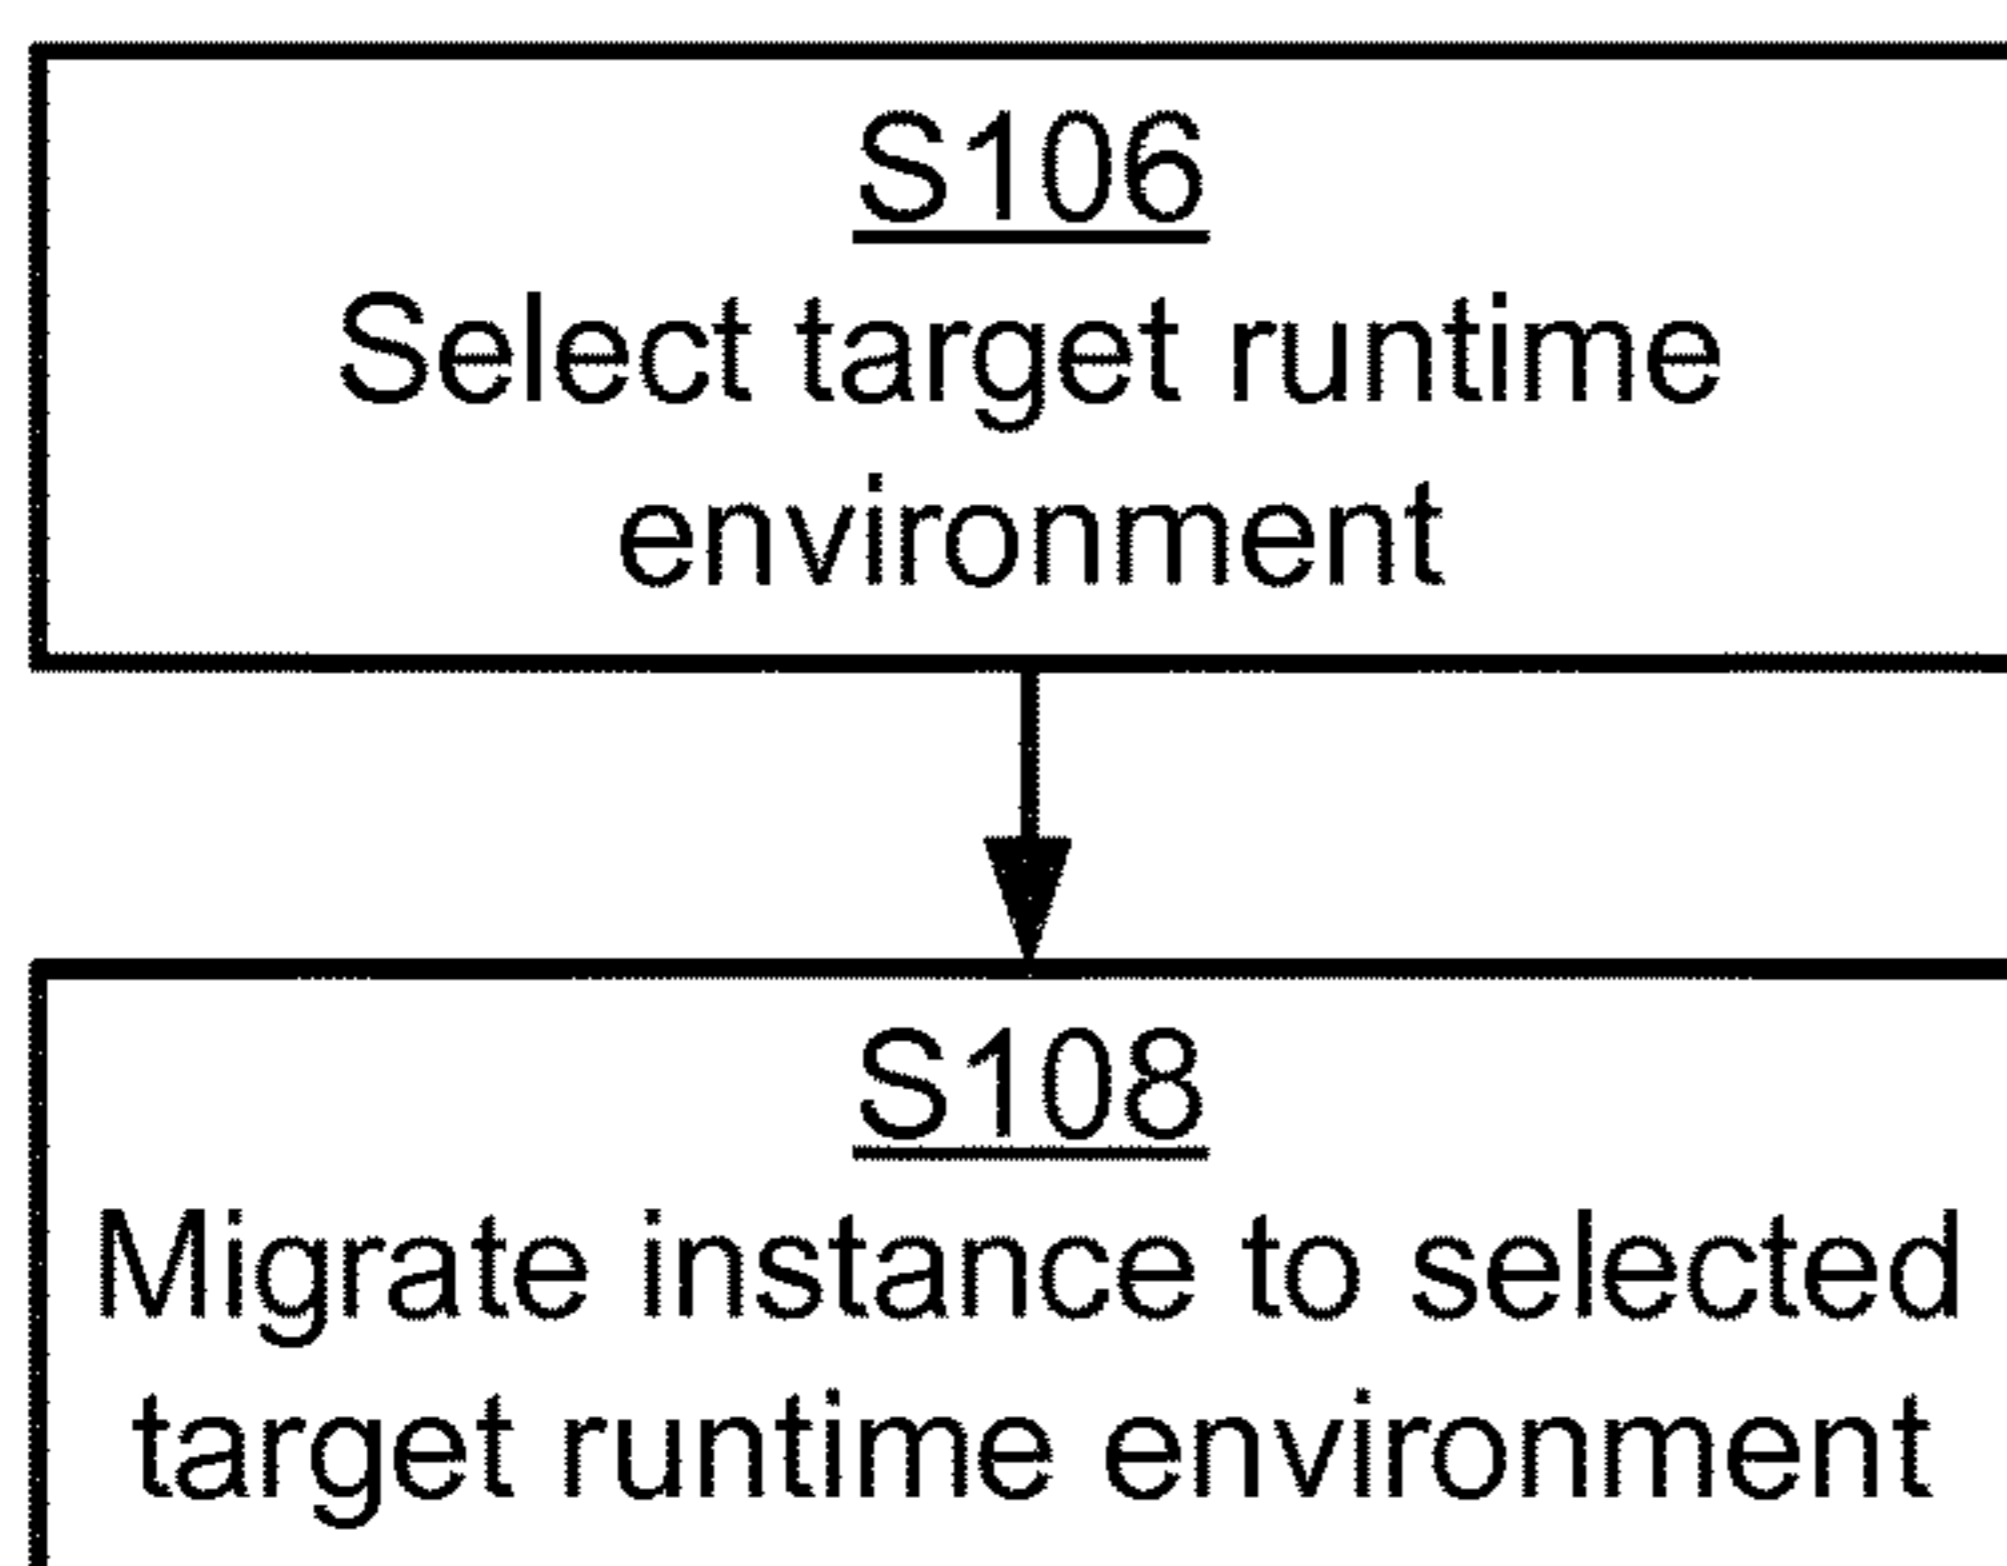 S106
Select target runtime
environment
S108
Migrate instance to selected
target runtime environment